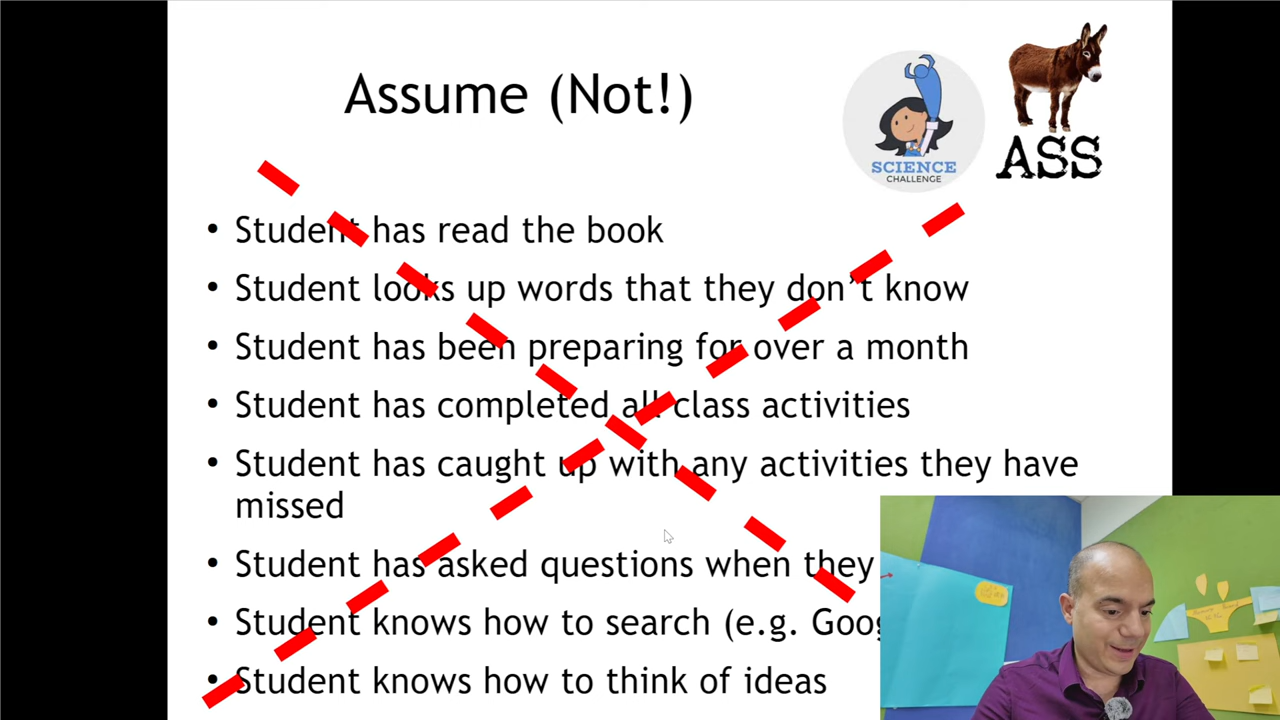 Assume (Not!)
SCIENCE
CHALLENGE
ASS
• Student has read the book
• Student looks up words that they don’t know
• Student has been preparing for over a month
• Student has completed all class activities
• Student has caught up with any activities they have
missed
• Student has asked questions when they
• Student knows how to search (e.g. Goog
• Student knows how to think of ideas